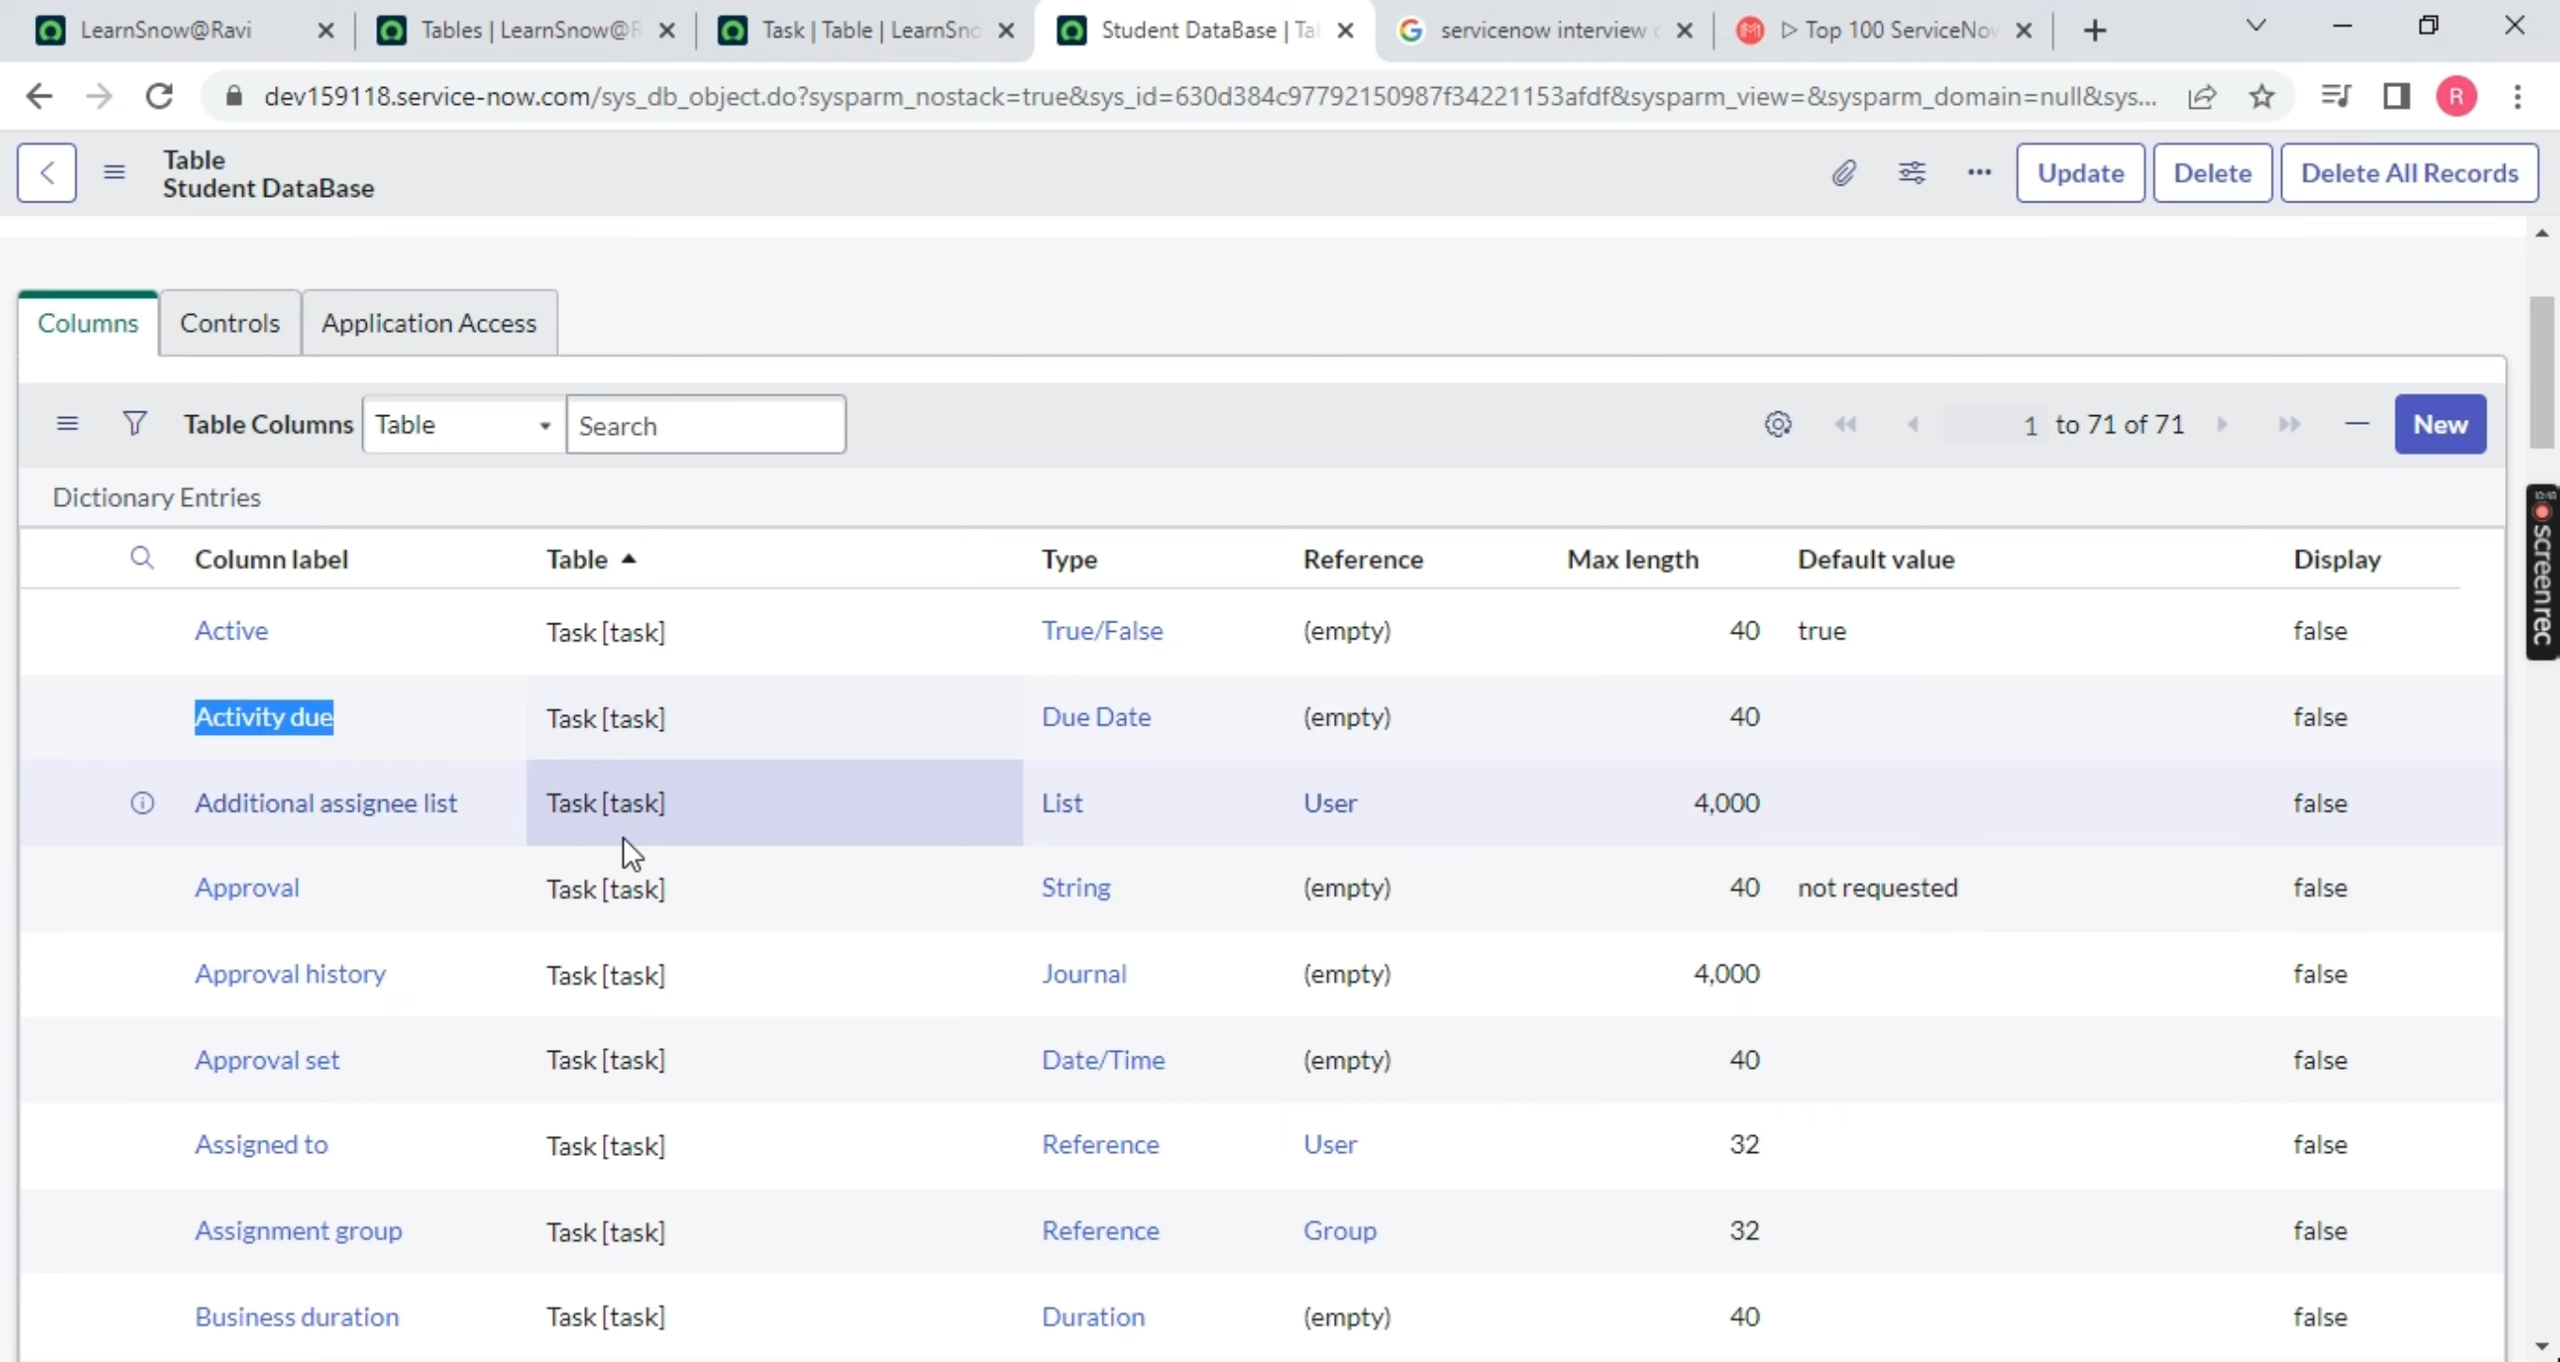 LearnSnow@Ravi
Tables | LearnSnow@R
Task | Table | LearnSno
Student DataBase | Tab
servicenow interview
▷ Top 100 ServiceNov
dev159118.service-now.com/sys_db_object.do?sysparm_nostack=true&sys_id=630d384c97792150987f34221153afdf&sysparm_view=&sysparm_domain=null&sys...
R
Table
Student DataBase
Update
Delete
Delete All Records
Columns
Controls
Application Access
Table Columns
Table
Search
1 to 71 of 71
New
Dictionary Entries
Column label Table Type Reference Max length Default value Display
Active Task [task] True/False (empty) 40 true false
Activity due Task [task] Due Date (empty) 40 false
Additional assignee list Task [task] List User 4,000 false
Approval Task [task] String (empty) 40 not requested false
Approval history Task [task] Journal (empty) 4,000 false
Approval set Task [task] Date/Time (empty) 40 false
Assigned to Task [task] Reference User 32 false
Assignment group Task [task] Reference Group 32 false
Business duration Task [task] Duration (empty) 40 false
screenrec